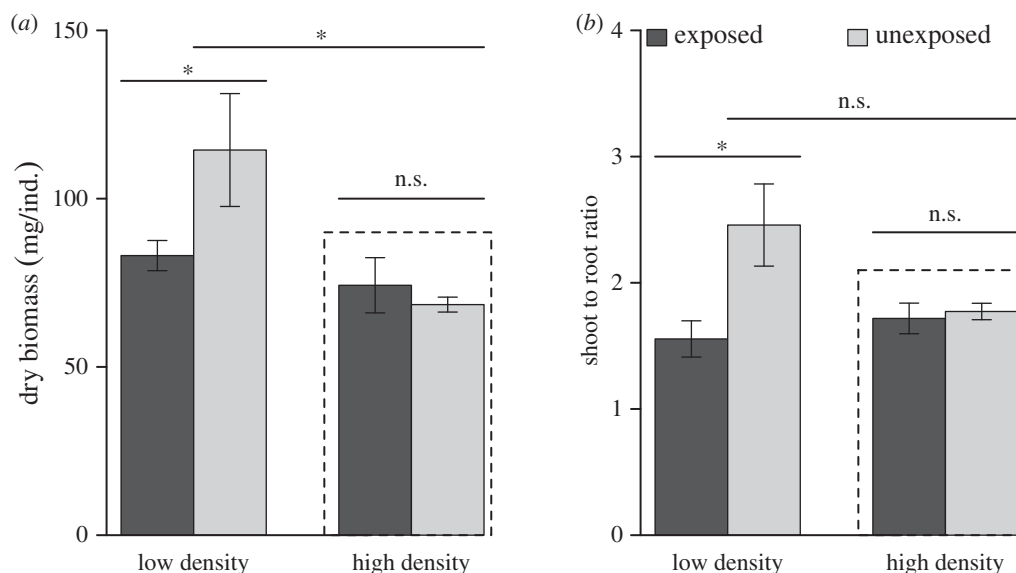 (a)
150
100
50
0
dry biomass (mg/ind.)
*
*
n.s.
low density
high density
(b)
exposed
unexposed
4
3
2
1
0
shoot to root ratio
n.s.
*
n.s.
low density
high density